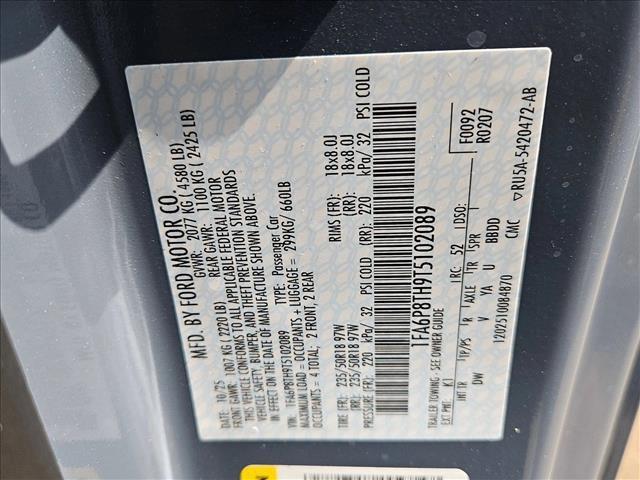 MFD. BY FORD MOTOR CO.
DATE: 10/25 GVWR: 2077 KG ( 4580 LB)
FRONT GAWR: 1007 KG ( 2220 LB) REAR GAWR: 1100 KG ( 2425 LB)
THIS VEHICLE CONFORMS TO ALL APPLICABLE FEDERAL MOTOR
VEHICLE SAFETY, BUMPER, AND THEFT PREVENTION STANDARDS
IN EFFECT ON THE DATE OF MANUFACTURE SHOWN ABOVE.
VIN: 1FA6P8TH9T5102089 TYPE: Passenger Car
MAXIMUM LOAD = OCCUPANTS + LUGGAGE = 299KG/ 660LB
OCCUPANTS = 4 TOTAL; 2 FRONT, 2 REAR
TIRE (FR): 235/50R18 97W RIMS (FR): 18x8.0J
(RR): 235/50R18 97W (RR): 18x8.0J
PRESSURE (FR): 220 kPa/ 32 PSI COLD (RR): 220 kPa/ 32 PSI COLD
1FA6P8TH9T5102089
TRAILER TOWING - SEE OWNER GUIDE F0092
EXT PNT: K1 RC: 52 DSO: R0207
INT TR TP/PS R AXLE TR SPR
DW V YA U BBDD
CMC ▽RU5A-5420472-AB
12025100B4870